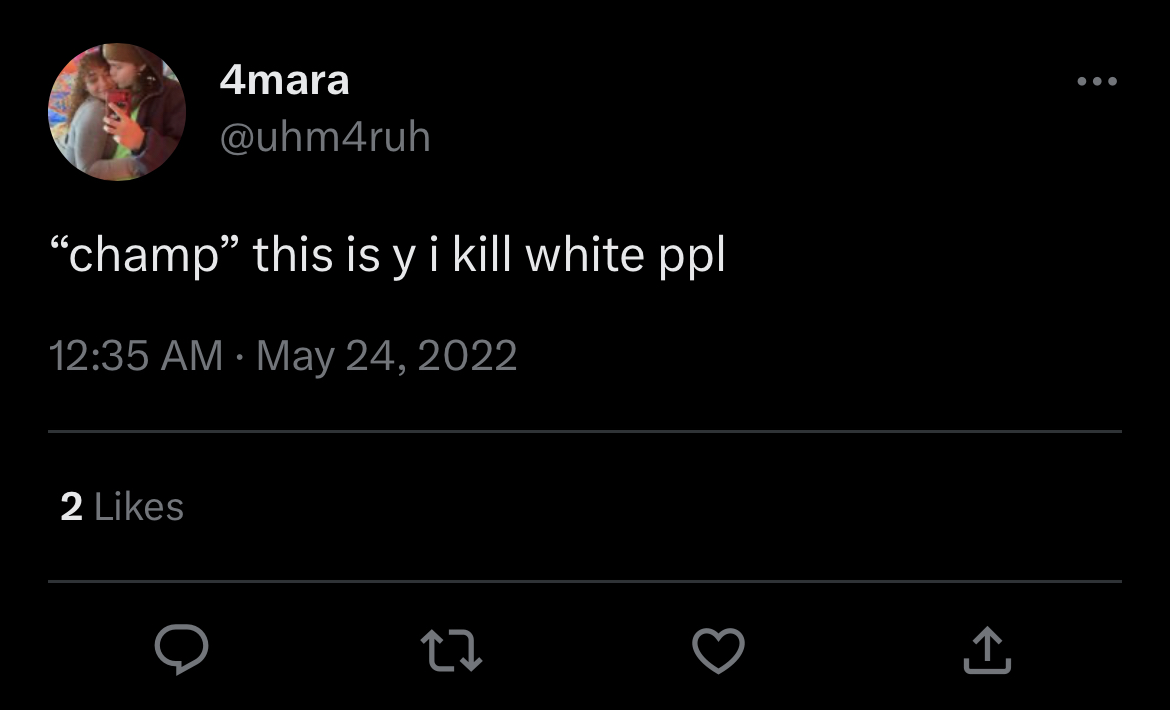 4mara
@uhm4ruh
“champ” this is y i kill white ppl
12:35 AM · May 24, 2022
2 Likes